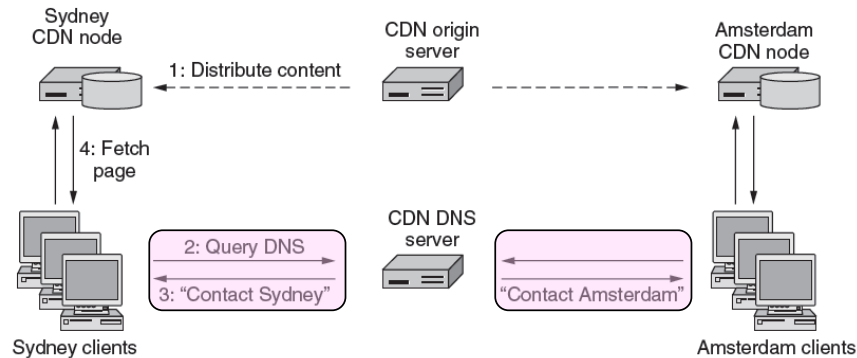 Sydney
CDN node
CDN origin
server
Amsterdam
CDN node
1: Distribute content
4: Fetch
page
CDN DNS
server
2: Query DNS
3: “Contact Sydney”
“Contact Amsterdam”
Sydney clients
Amsterdam clients